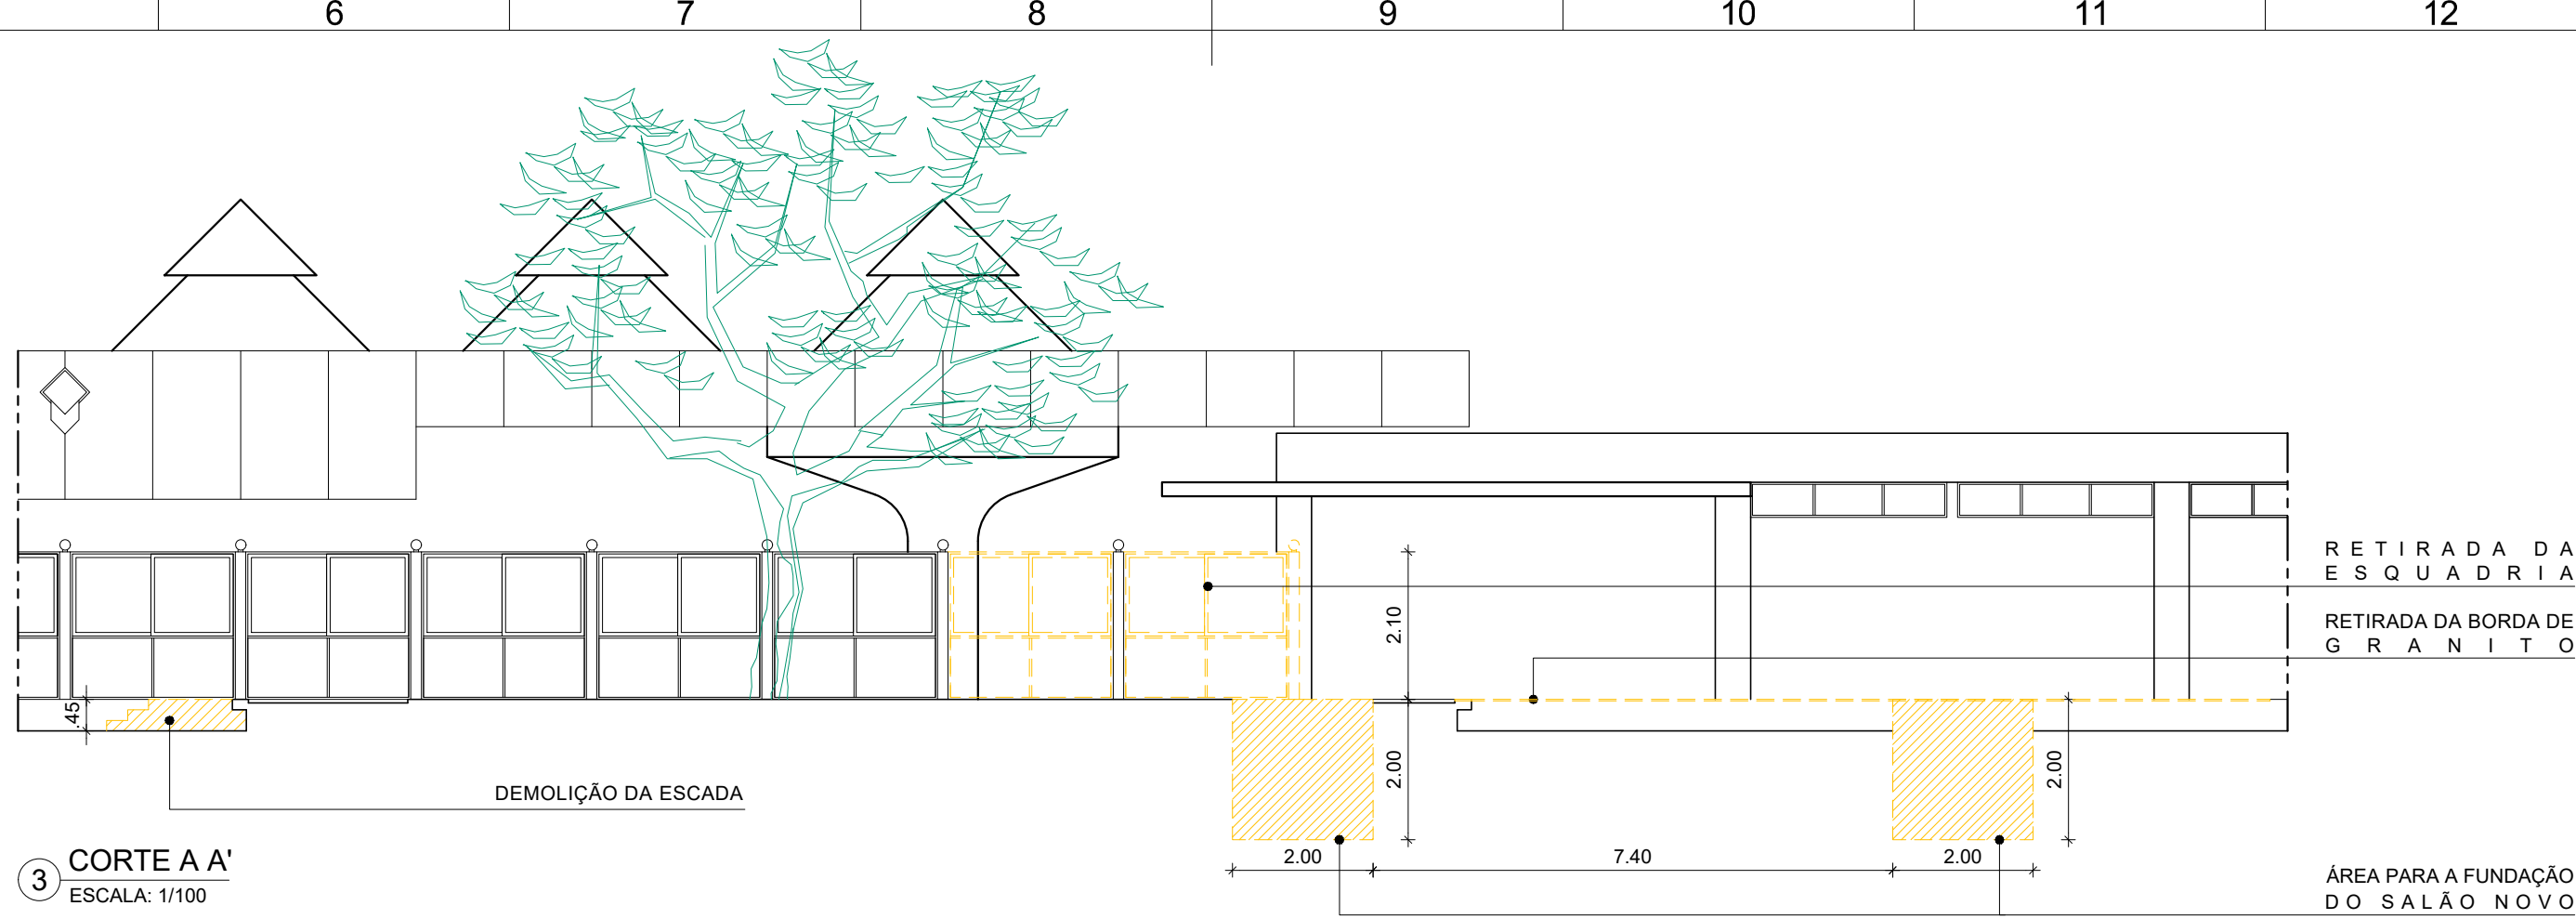 6 7 8 9 10 11 12
RETIRADA DA
ESQUADRIA
2.10
RETIRADA DA BORDA DE
GRANITO
.45
2.00
2.00
DEMOLIÇÃO DA ESCADA
2.00 7.40 2.00
3 CORTE A A'
ESCALA: 1/100
ÁREA PARA A FUNDAÇÃO
DO SALÃO NOVO